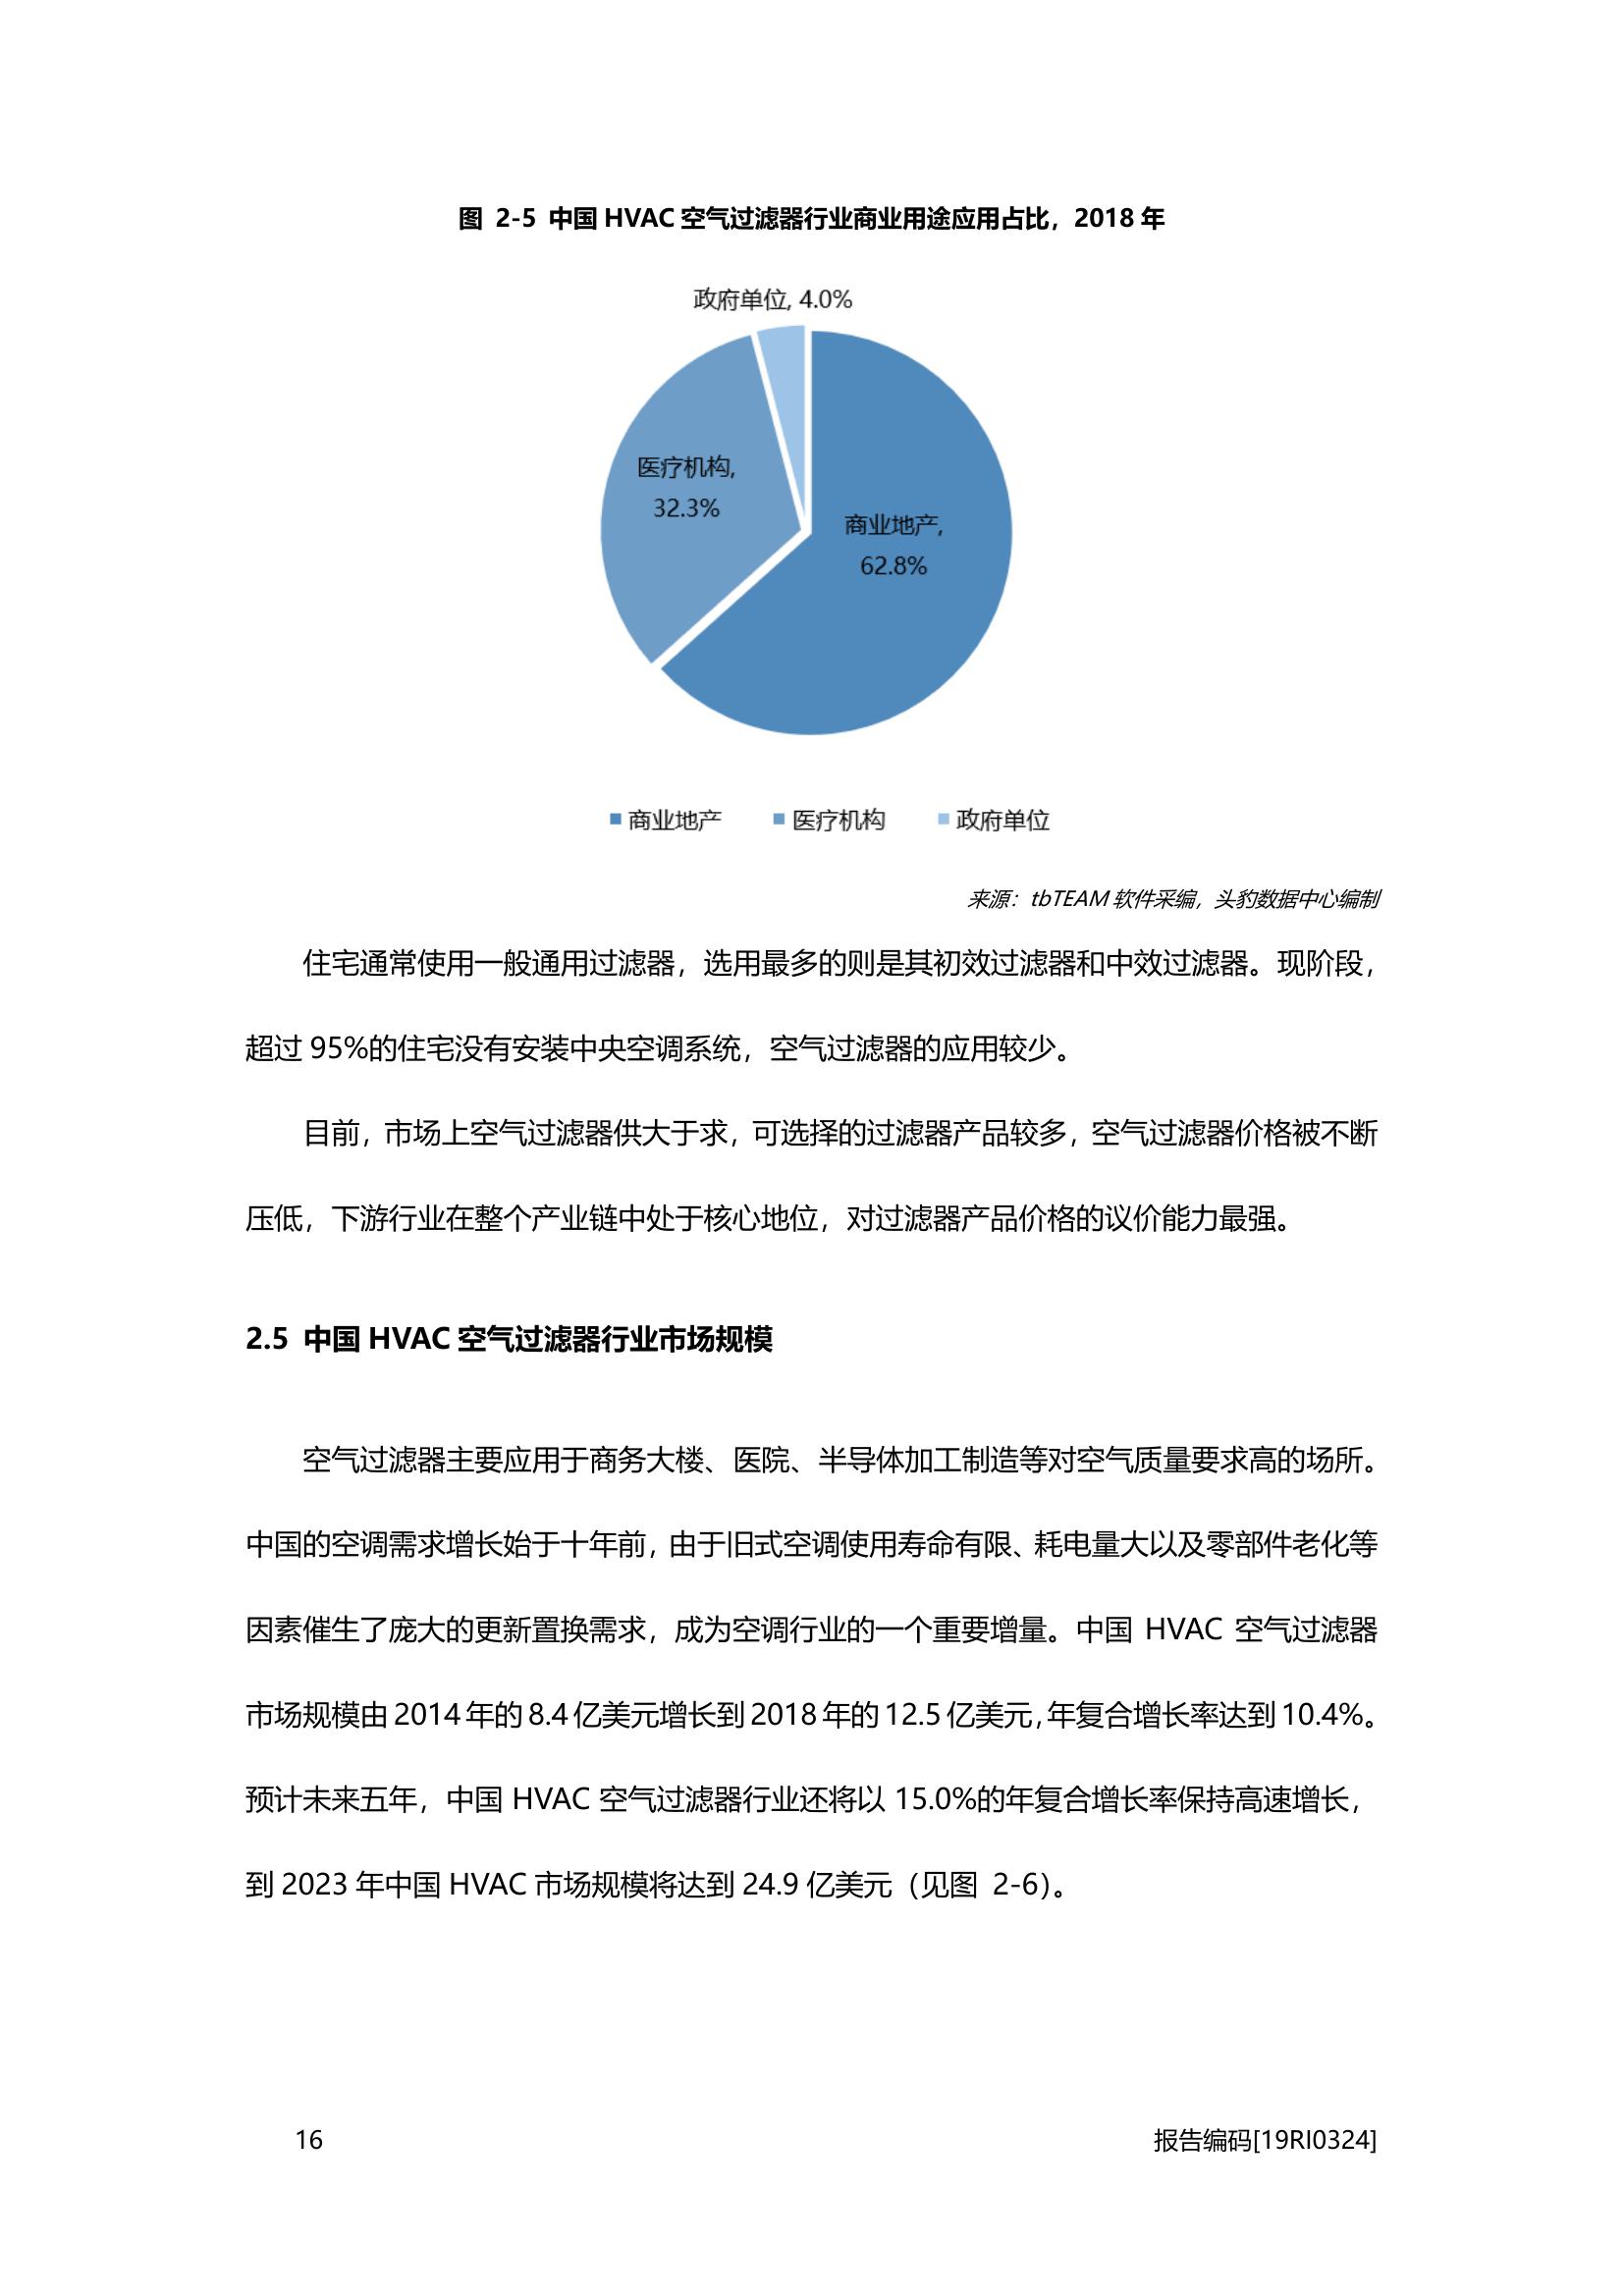 图 2-5 中国 HVAC 空气过滤器行业商业用途应用占比，2018 年
政府单位, 4.0%
医疗机构,
32.3%
商业地产,
62.8%
商业地产 医疗机构 政府单位
来源：tbTEAM 软件采编，头豹数据中心编制
住宅通常使用一般通用过滤器，选用最多的则是其初效过滤器和中效过滤器。现阶段，
超过 95%的住宅没有安装中央空调系统，空气过滤器的应用较少。
目前，市场上空气过滤器供大于求，可选择的过滤器产品较多，空气过滤器价格被不断
压低，下游行业在整个产业链中处于核心地位，对过滤器产品价格的议价能力最强。
2.5 中国 HVAC 空气过滤器行业市场规模
空气过滤器主要应用于商务大楼、医院、半导体加工制造等对空气质量要求高的场所。
中国的空调需求增长始于十年前，由于旧式空调使用寿命有限、耗电量大以及零部件老化等
因素催生了庞大的更新置换需求，成为空调行业的一个重要增量。中国 HVAC 空气过滤器
市场规模由 2014 年的 8.4 亿美元增长到 2018 年的 12.5 亿美元，年复合增长率达到 10.4%。
预计未来五年，中国 HVAC 空气过滤器行业还将以 15.0%的年复合增长率保持高速增长，
到 2023 年中国 HVAC 市场规模将达到 24.9 亿美元（见图 2-6）。
16 报告编码[19RI0324]